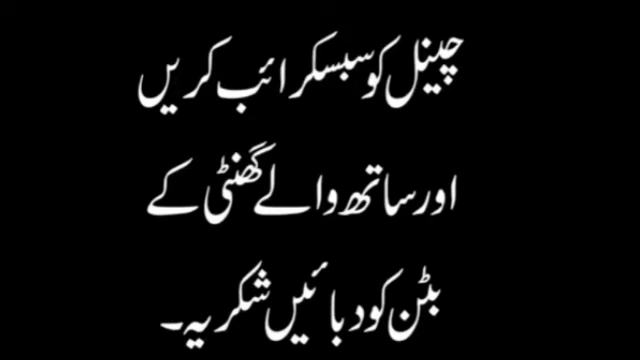 چینل کو سبسکرائب کریں
اور ساتھ والے گھنٹی کے
بٹن کو دبائیں شکریہ۔